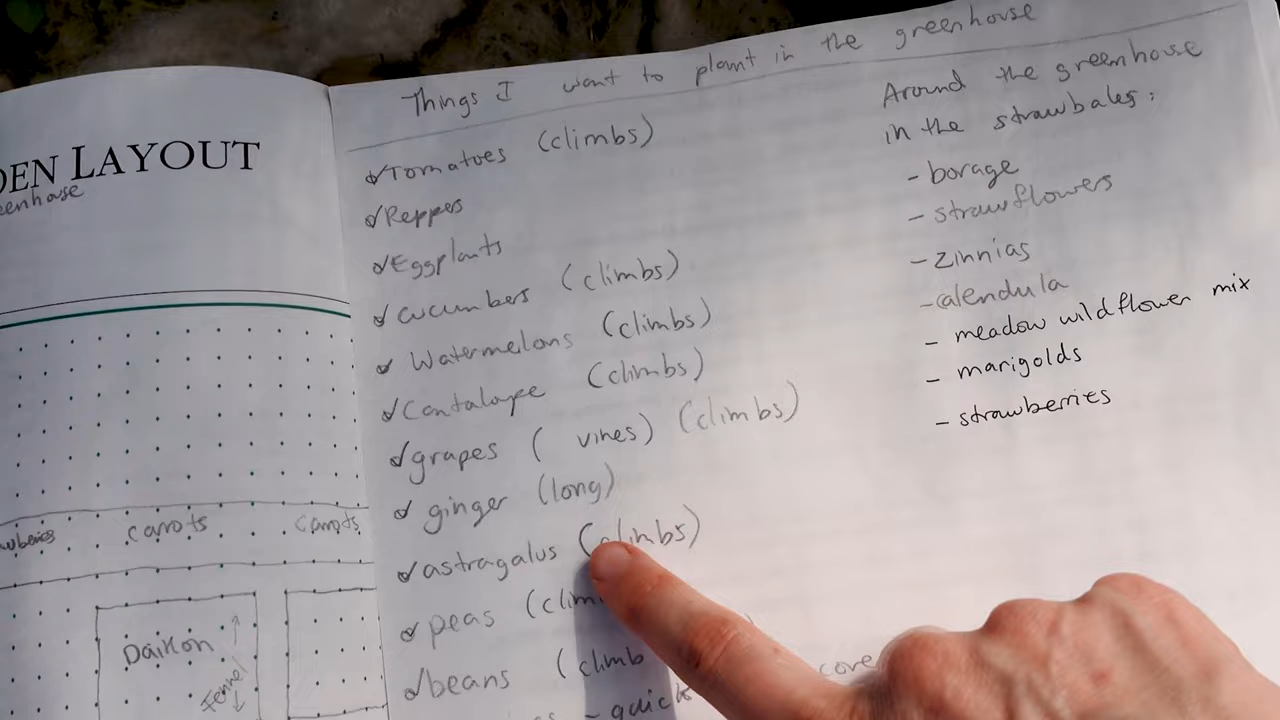 LAYOUT
Carrots
Carrots
Daikon
Fennel
Things I want to plant in the greenhouse
Tomatoes (climbs)
Peppers
Eggplants
cucumbers (climbs)
Watermelons (climbs)
Cantalope (climbs)
grapes ( vines) (climbs)
ginger (long)
astragalus (climbs)
peas
beans (climb
- quick
Around the greenhouse
in the strawbales:
- borage
- strawflowers
- zinnias
- calendula
- meadow wildflower mix
- marigolds
- strawberries